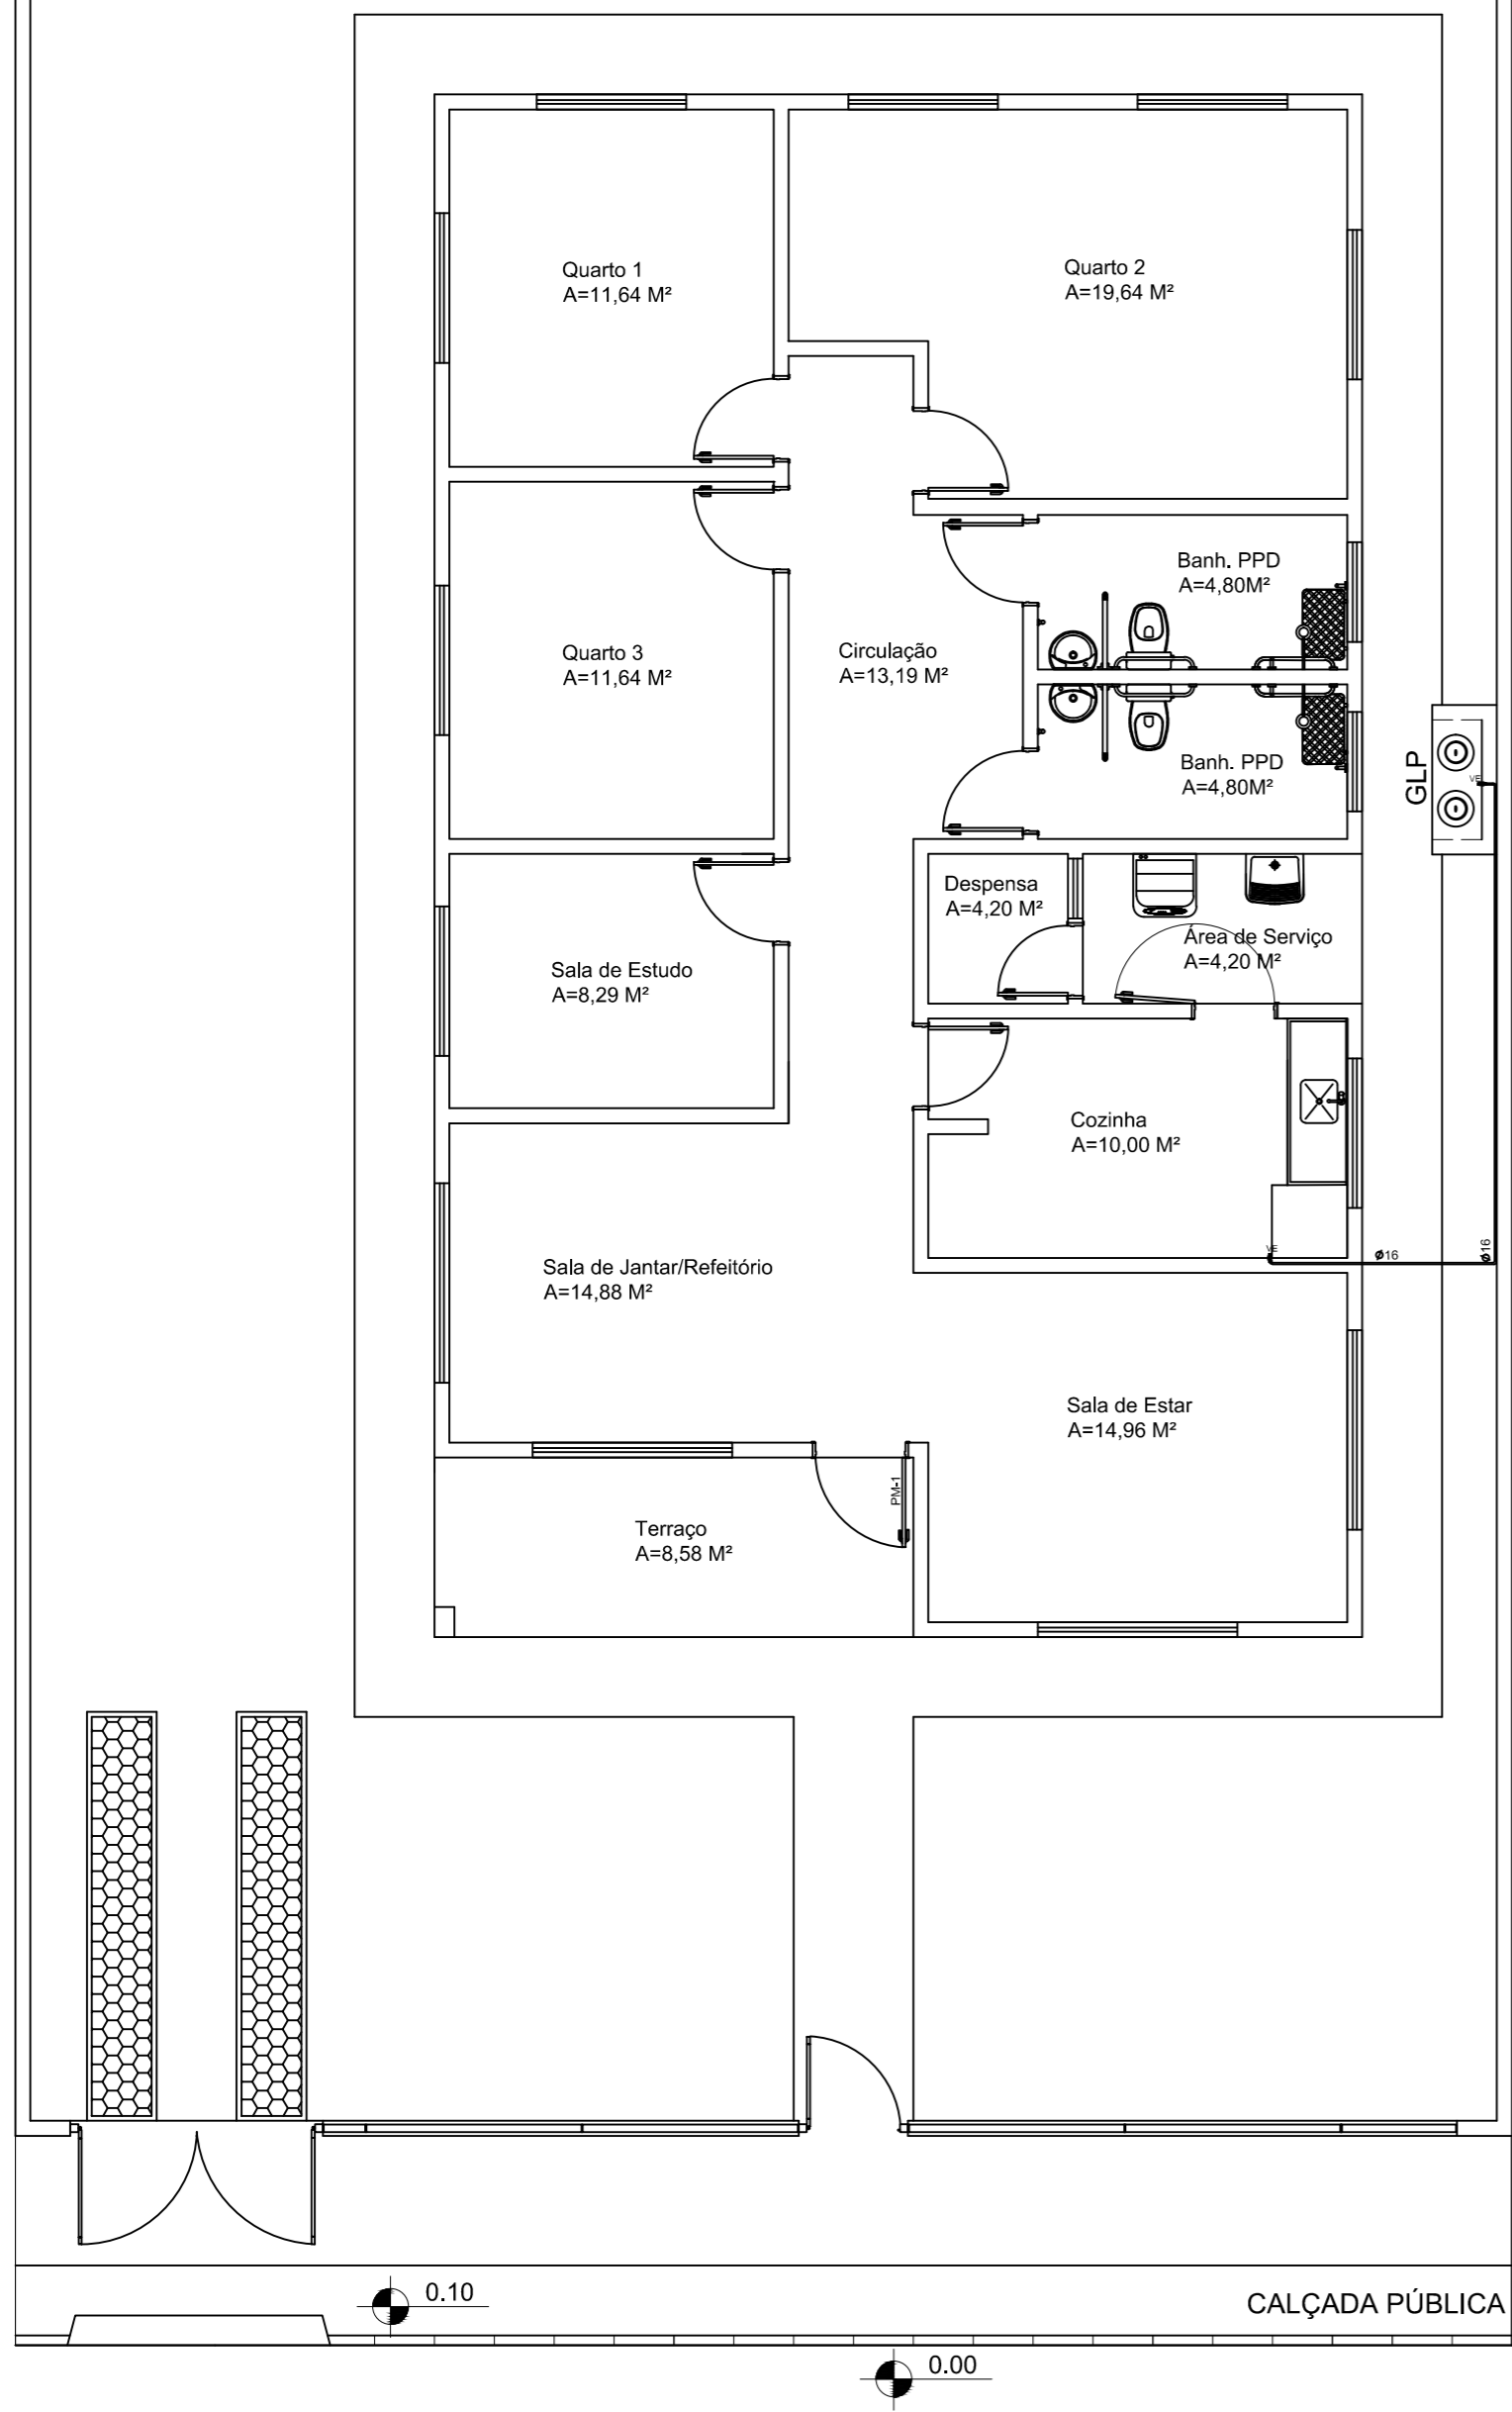 Quarto 1
A=11,64 M²
Quarto 2
A=19,64 M²
Banh. PPD
A=4,80M²
Quarto 3
A=11,64 M²
Circulação
A=13,19 M²
Banh. PPD
A=4,80M²
GLP
VE
Despensa
A=4,20 M²
Área de Serviço
A=4,20 M²
Sala de Estudo
A=8,29 M²
Cozinha
A=10,00 M²
VE
ø16
ø16
Sala de Jantar/Refeitório
A=14,88 M²
Sala de Estar
A=14,96 M²
PM-1
Terraço
A=8,58 M²
0.10
CALÇADA PÚBLICA
0.00